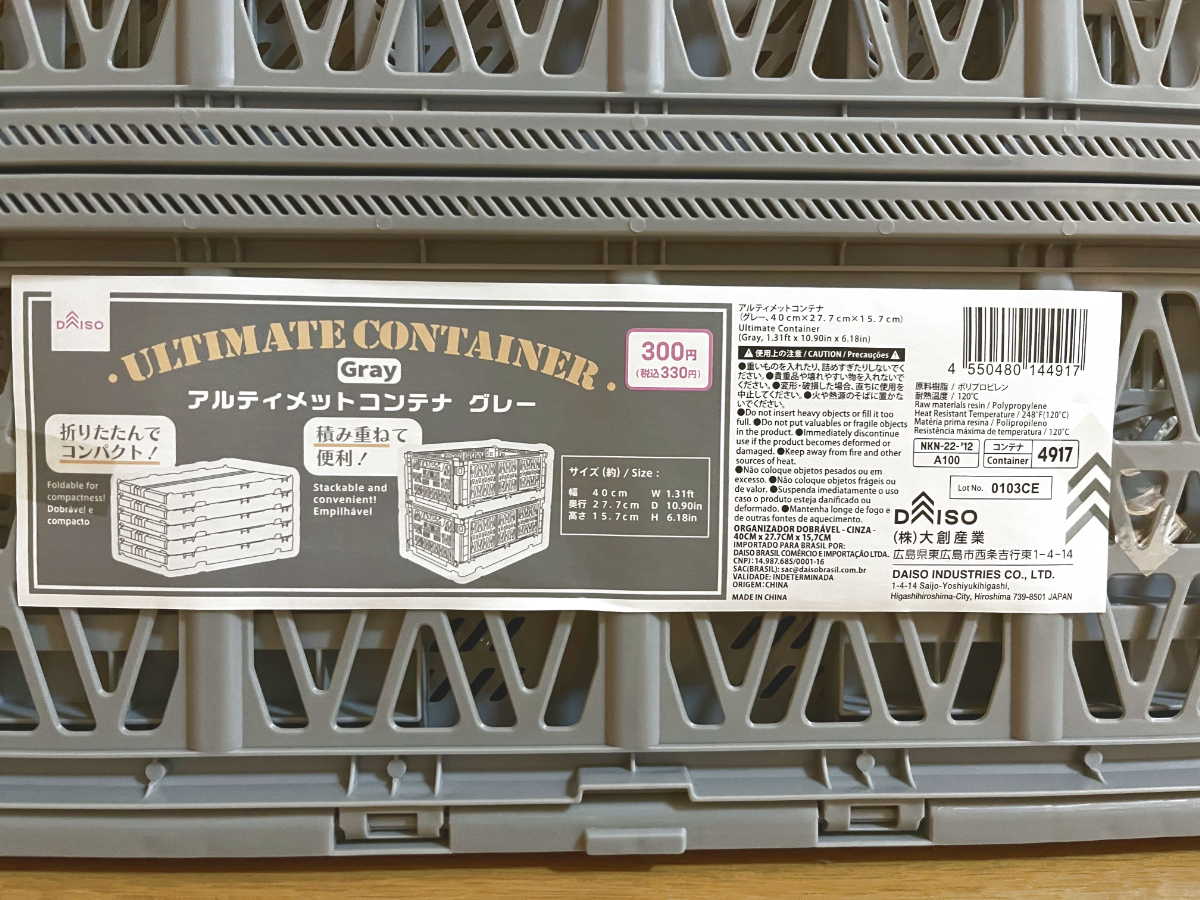 DAISO
ULTIMATE CONTAINER
Gray
アルティメットコンテナ グレー
300円
(税込330円)
折りたたんで
コンパクト!
Foldable for
compactness!
Dobrável e
compacto
積み重ねて
便利!
Stackable and
convenient!
Empilhável
サイズ(約) / Size :
幅 40cm W 1.31ft
奥行 27.7cm D 10.90in
高さ 15.7cm H 6.18in
アルティメットコンテナ
(グレー、40cm×27.7cm×15.7cm)
Ultimate Container
(Gray, 1.31ft x 10.90in x 6.18in)
使用上の注意 / CAUTION / Precauções
●重いものを入れたり、詰めすぎたりしないでく
ださい。●貴重品や壊れやすい物を入れないで
ください。●変形・破損した場合、直ちに使用を
中止してください。●火や熱源のそばに置かな
いでください。
●Do not insert heavy objects or fill it too
full. ●Do not put valuables or fragile objects
in the product. ●Immediately discontinue
use if the product becomes deformed or
damaged. ●Keep away from fire and other
sources of heat.
●Não coloque objetos pesados ou em
excesso. ●Não coloque objetos frágeis ou
de valor. ●Suspenda imediatamente o uso
caso o produto esteja danificado ou
deformado. ●Mantenha longe de fogo e
de outras fontes de aquecimento.
ORGANIZADOR DOBRÁVEL - CINZA -
40CM x 27.7CM x 15,7CM
IMPORTADO PARA BRASIL POR:
DAISO BRASIL COMÉRCIO E IMPORTAÇÃO LTDA.
CNPJ: 14.987.685/0001-16
SAC(BRASIL): sac@daisobrasil.com.br
VALIDADE: INDETERMINADA
ORIGEM: CHINA
MADE IN CHINA
4 550480 144917
原料樹脂 / ポリプロピレン
耐熱温度 / 120℃
Raw materials resin / Polypropylene
Heat Resistant Temperature / 248℉(120℃)
Matéria prima resina / Polipropileno
Resistência máxima de temperatura / 120℃
NKN-22-'12
A100
コンテナ
Container
4917
Lot No. 0103CE
DAISO
(株)大創産業
広島県東広島市西条吉行東1-4-14
DAISO INDUSTRIES CO., LTD.
1-4-14 Saijo-Yoshiyukihigashi,
Higashihiroshima-City, Hiroshima 739-8501 JAPAN